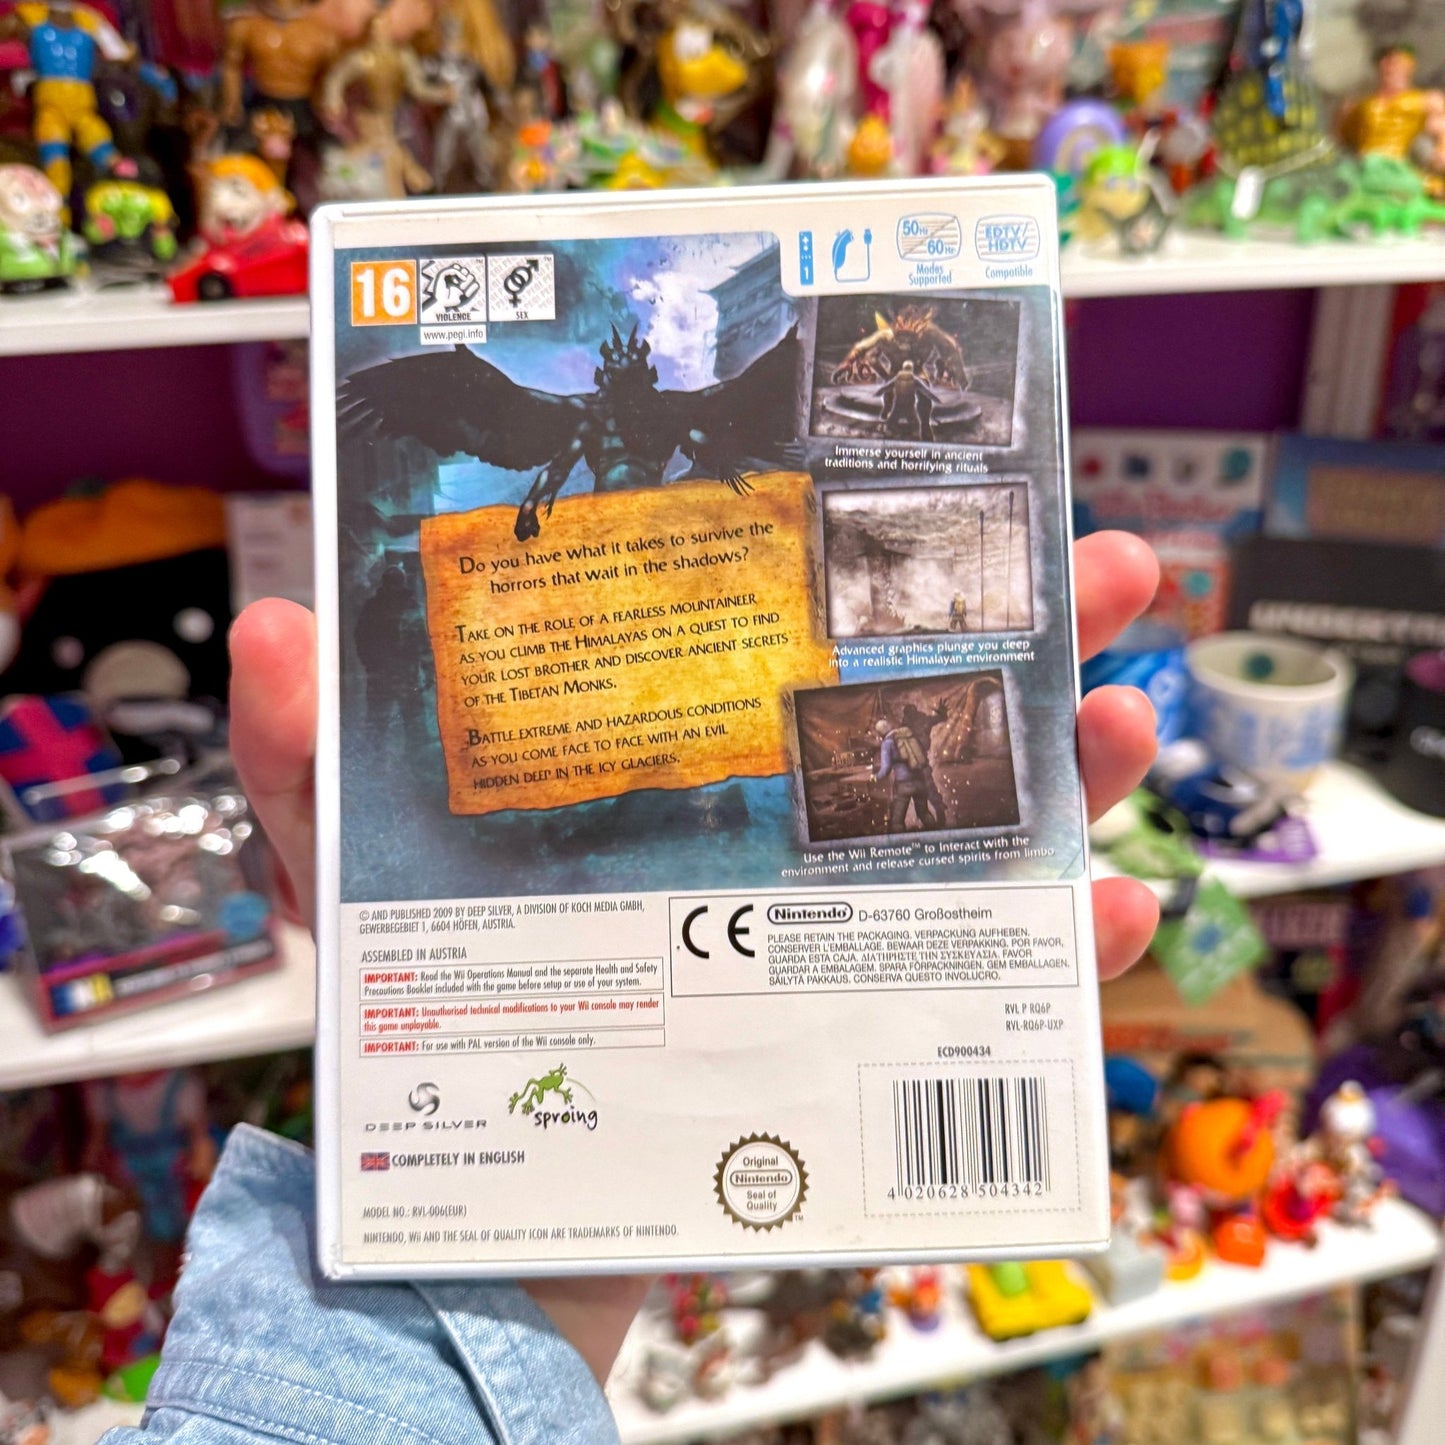 16
VIOLENCE
SEX
www.pegi.info
1
50Hz
60Hz
Modes
Supported
EDTV/
HDTV
Compatible
Immerse yourself in ancient
traditions and horrifying rituals
Do you have what it takes to survive the
horrors that wait in the shadows?
Take on the role of a fearless mountaineer
as you climb the Himalayas on a quest to find
your lost brother and discover ancient secrets
of the Tibetan Monks.
Advanced graphics plunge you deep
into a realistic Himalayan environment
Battle extreme and hazardous conditions
as you come face to face with an evil
hidden deep in the icy glaciers.
Use the Wii Remote™ to interact with the
environment and release cursed spirits from limbo
© AND PUBLISHED 2009 BY DEEP SILVER, A DIVISION OF KOCH MEDIA GMBH,
GEWERBEGEBIET 1, 6604 HÖFEN, AUSTRIA.
ASSEMBLED IN AUSTRIA
IMPORTANT: Read the Wii Operations Manual and the separate Health and Safety
Precautions Booklet included with the game before setup or use of your system.
IMPORTANT: Unauthorised technical modifications to your Wii console may render
this game unplayable.
IMPORTANT: For use with PAL version of the Wii console only.
CE
Nintendo D-63760 Großostheim
PLEASE RETAIN THE PACKAGING. VERPACKUNG AUFHEBEN.
CONSERVER L'EMBALLAGE. BEWAAR DEZE VERPAKKING. POR FAVOR,
GUARDA ESTA CAJA. ΔΙΑΤΗΡΗΣΤΕ ΤΗΝ ΣΥΣΚΕΥΑΣΙΑ. FAVOR
GUARDAR A EMBALAGEM. SPARA FÖRPACKNINGEN. GEM EMBALLAGEN.
SÄILYTÄ PAKKAUS. CONSERVA QUESTO INVOLUCRO.
RVL P RQ6P
RVL-RQ6P-UXP
ECD900434
DEEP SILVER
sproing
COMPLETELY IN ENGLISH
Original
Nintendo
Seal of
Quality
TM
4 020628 504342
MODEL NO.: RVL-006(EUR)
NINTENDO, Wii AND THE SEAL OF QUALITY ICON ARE TRADEMARKS OF NINTENDO.